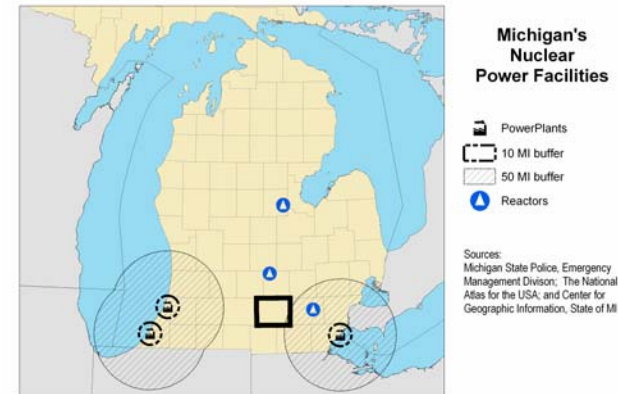 Michigan's
Nuclear
Power Facilities
PowerPlants
10 MI buffer
50 MI buffer
Reactors
Sources:
Michigan State Police, Emergency
Management Divison; The National
Atlas for the USA; and Center for
Geographic Information, State of MI